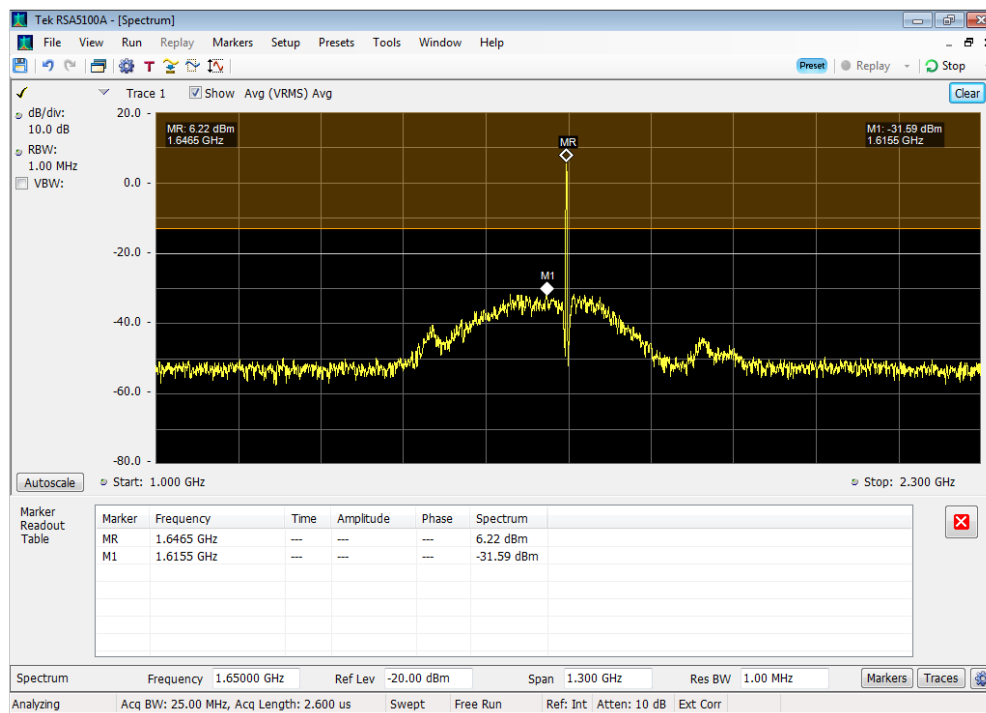 Tek RSA5100A - [Spectrum]
File View Run Replay Markers Setup Presets Tools Window Help
T Preset Replay Stop
Trace 1 Show Avg (VRMS) Avg Clear
dB/div:
10.0 dB
RBW:
1.00 MHz
VBW:
20.0 -
0.0 -
-20.0 -
-40.0 -
-60.0 -
-80.0 -
MR: 6.22 dBm
1.6465 GHz
MR
M1: -31.59 dBm
1.6155 GHz
M1
Autoscale Start: 1.000 GHz Stop: 2.300 GHz
Marker
Readout
Table
Marker Frequency Time Amplitude Phase Spectrum
MR 1.6465 GHz --- --- --- 6.22 dBm
M1 1.6155 GHz --- --- --- -31.59 dBm
Spectrum Frequency 1.65000 GHz Ref Lev -20.00 dBm Span 1.300 GHz Res BW 1.00 MHz Markers Traces
Analyzing Acq BW: 25.00 MHz, Acq Length: 2.600 us Swept Free Run Ref: Int Atten: 10 dB Ext Corr